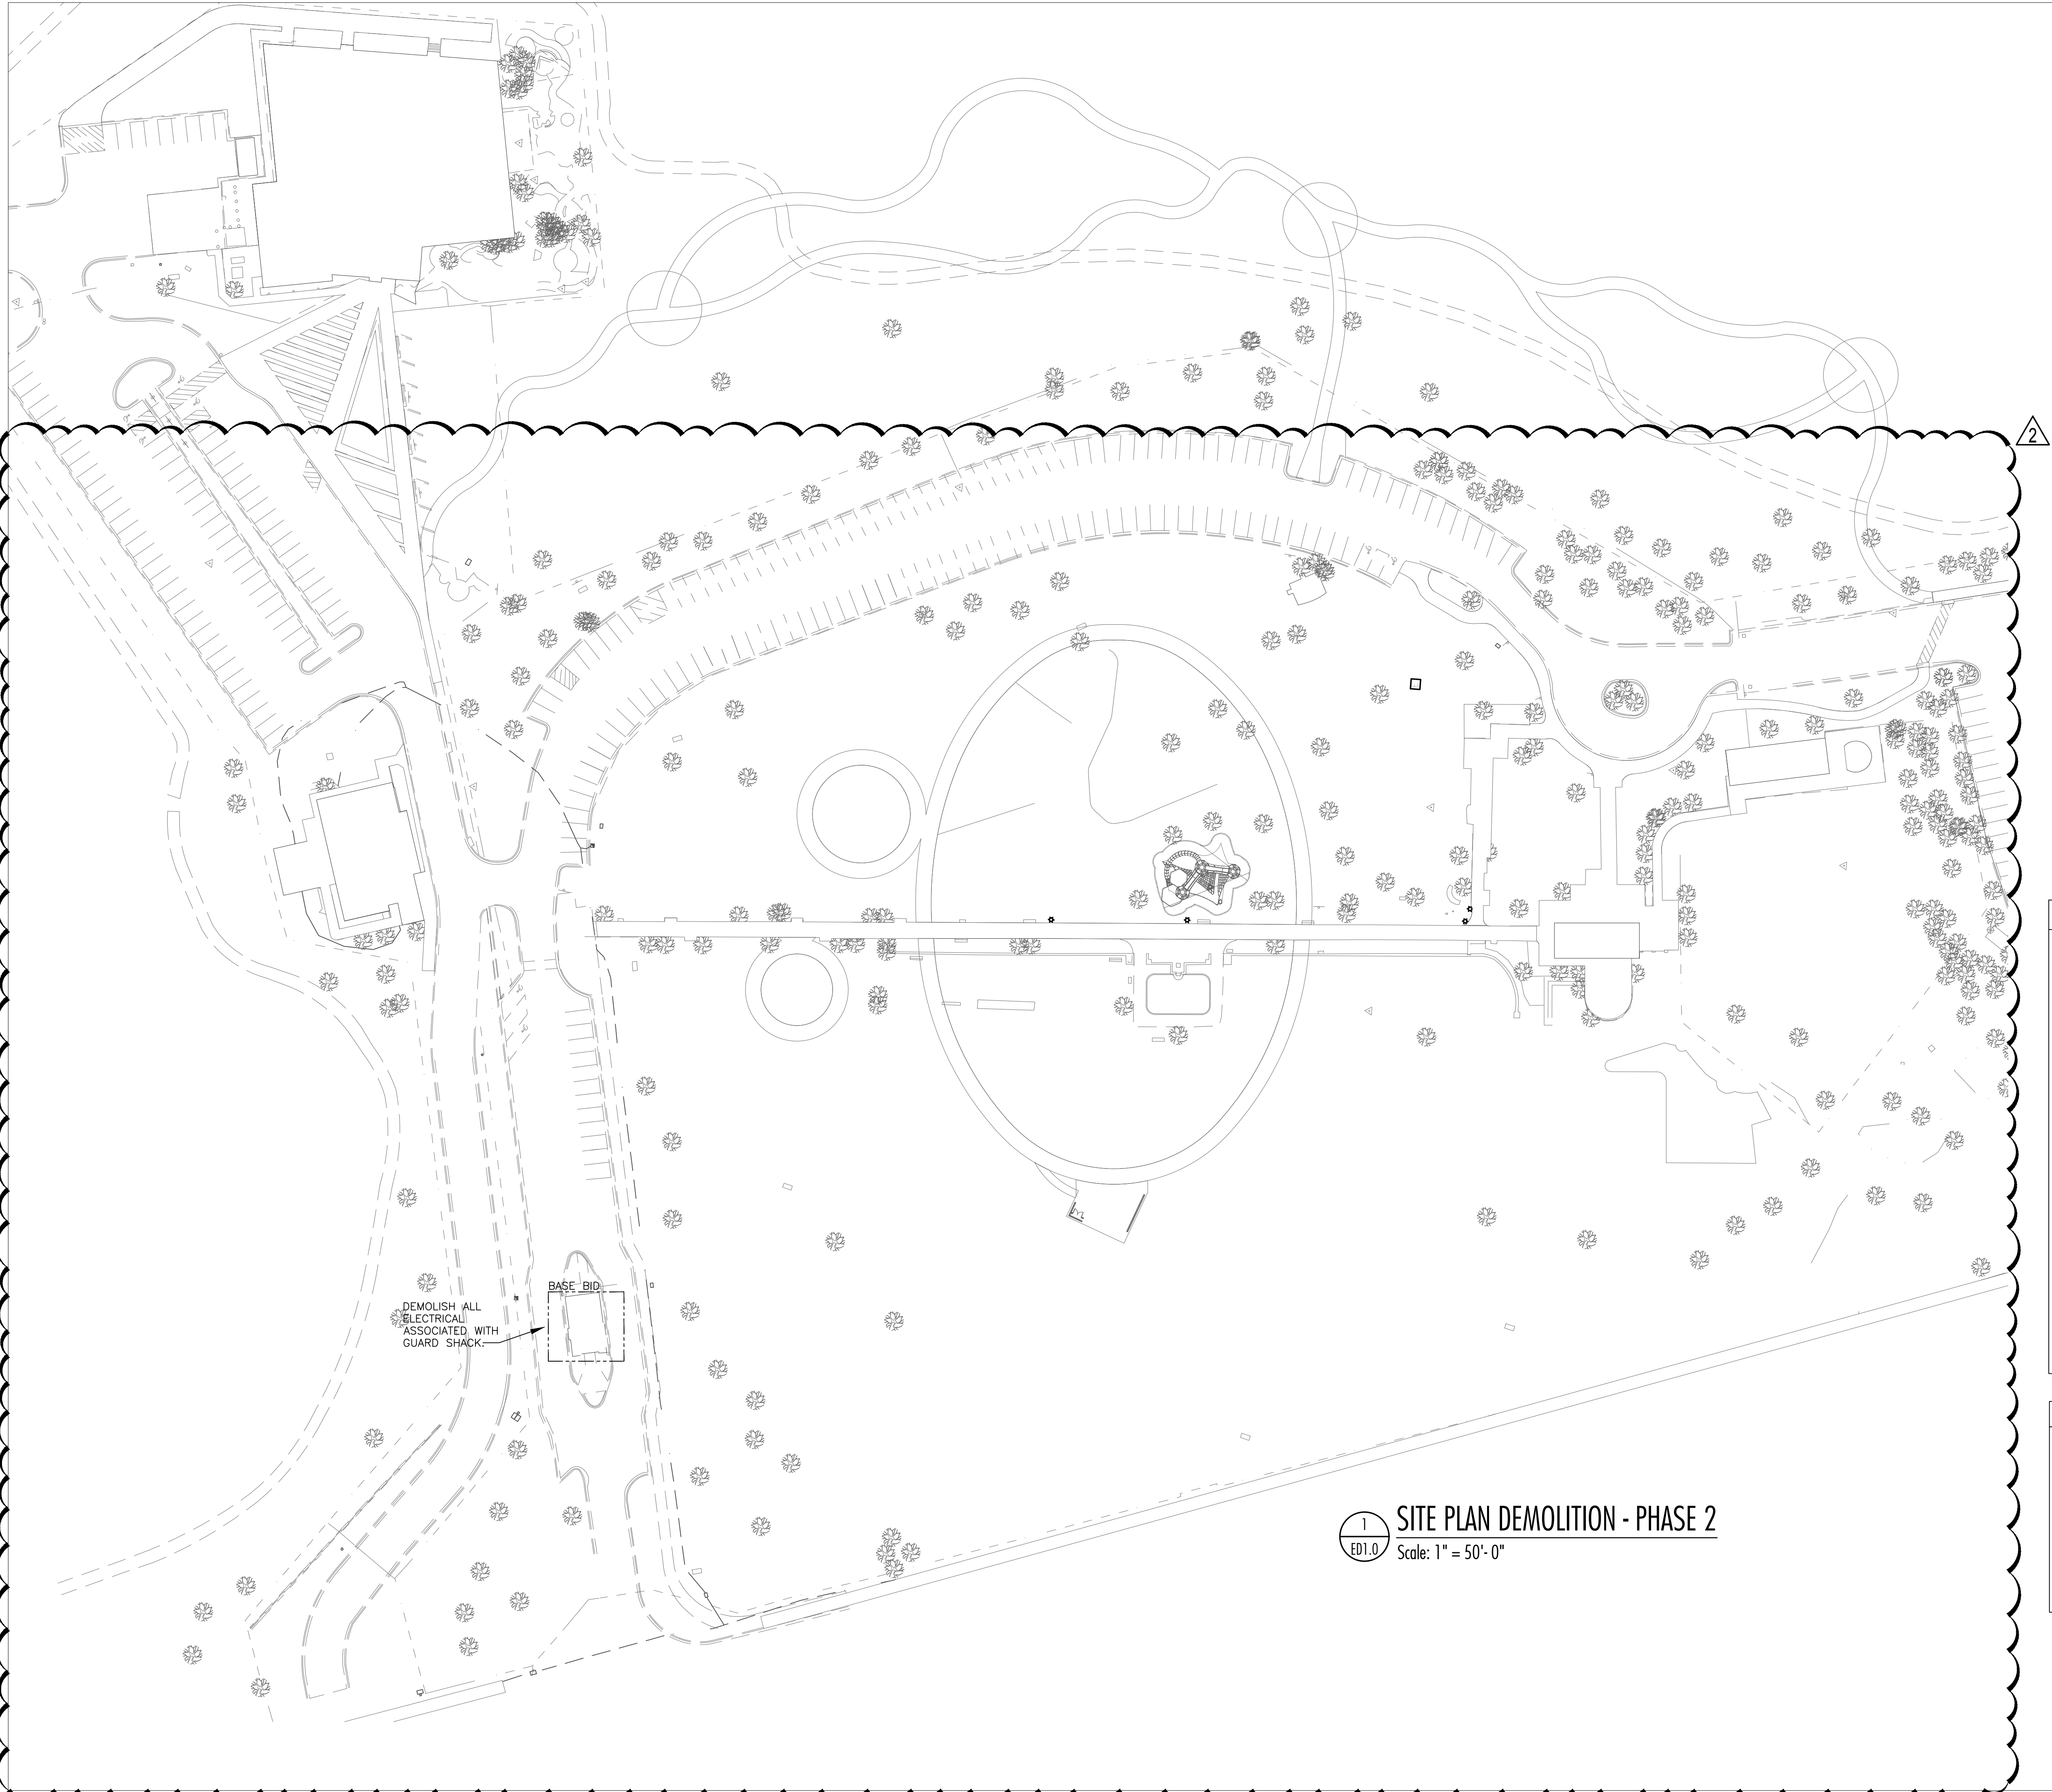 2
BASE BID
DEMOLISH ALL
ELECTRICAL
ASSOCIATED WITH
GUARD SHACK.
1
ED1.0
SITE PLAN DEMOLITION - PHASE 2
Scale: 1" = 50'- 0"